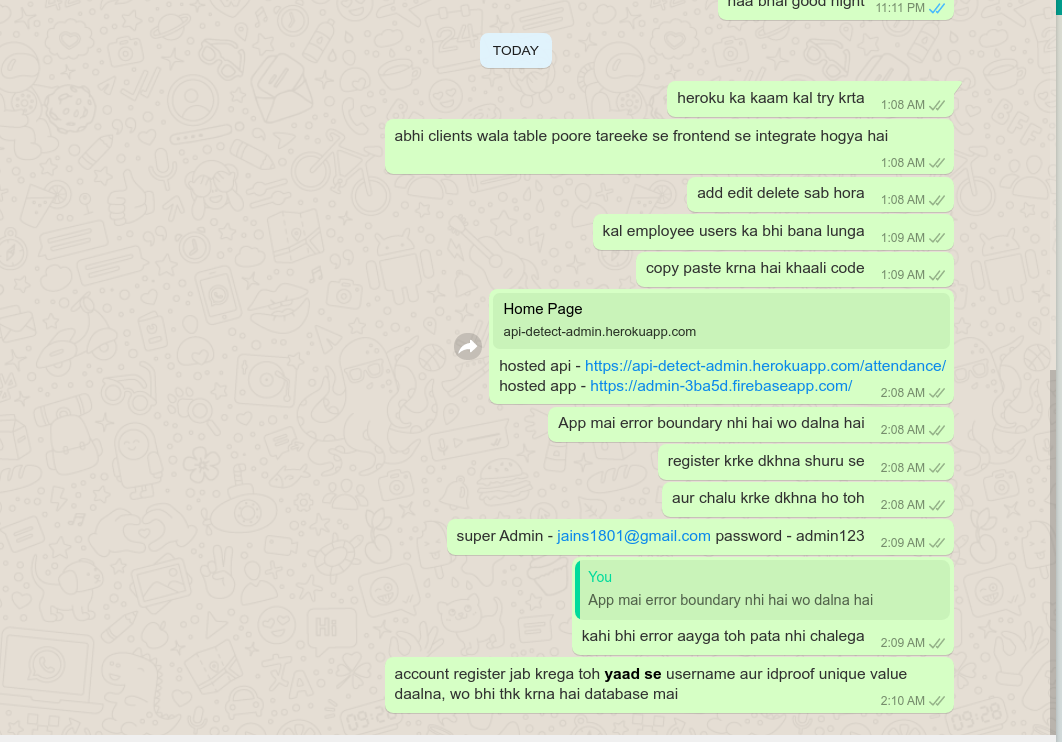 haa bhai good night 11:11 PM
TODAY
heroku ka kaam kal try krta 1:08 AM
abhi clients wala table poore tareeke se frontend se integrate hogya hai
1:08 AM
add edit delete sab hora 1:08 AM
kal employee users ka bhi bana lunga 1:09 AM
copy paste krna hai khaali code 1:09 AM
Home Page
api-detect-admin.herokuapp.com
hosted api - https://api-detect-admin.herokuapp.com/attendance/
hosted app - https://admin-3ba5d.firebaseapp.com/ 2:08 AM
App mai error boundary nhi hai wo dalna hai 2:08 AM
register krke dkhna shuru se 2:08 AM
aur chalu krke dkhna ho toh 2:08 AM
super Admin - jains1801@gmail.com password - admin123 2:09 AM
You
App mai error boundary nhi hai wo dalna hai
kahi bhi error aayga toh pata nhi chalega 2:09 AM
account register jab krega toh yaad se username aur idproof unique value
daalna, wo bhi thk krna hai database mai 2:10 AM